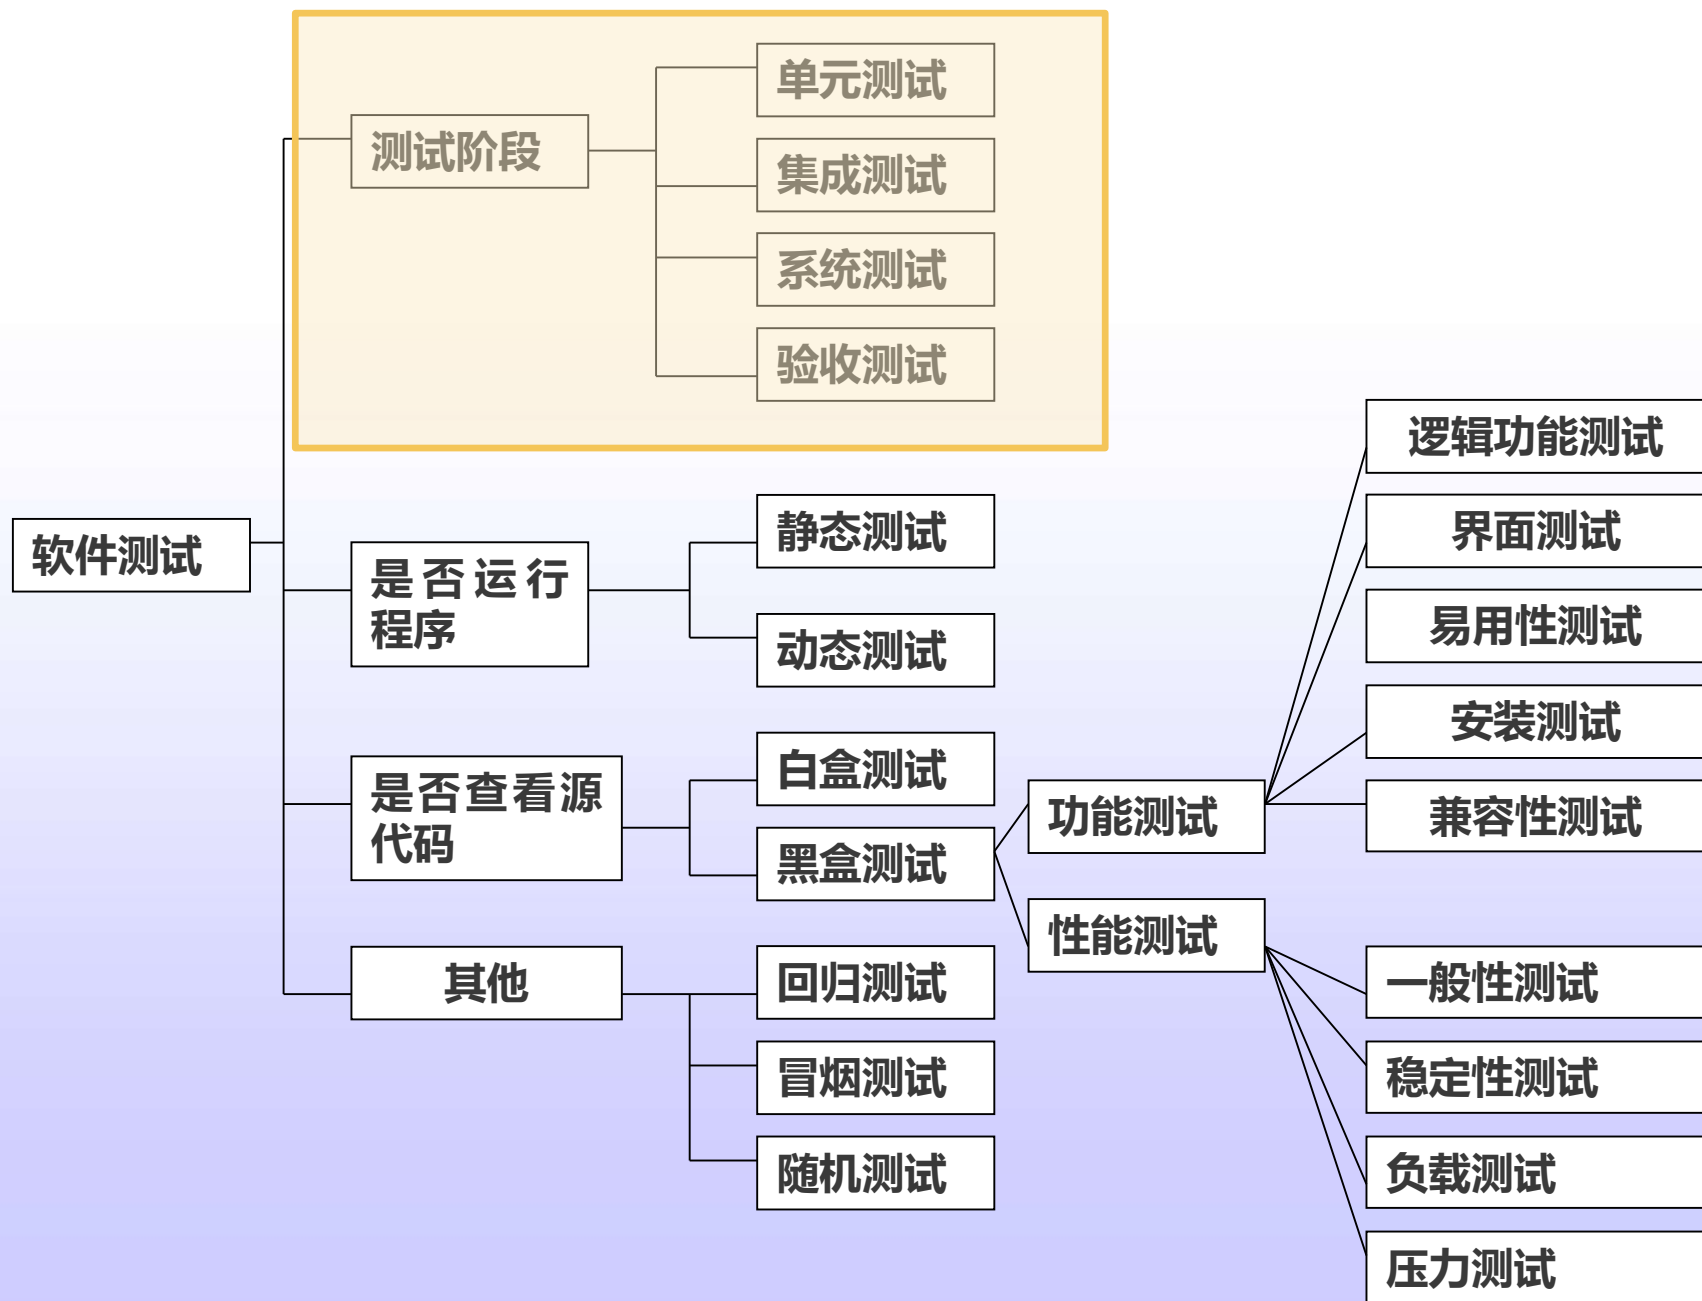 单元测试
测试阶段
集成测试
系统测试
验收测试
逻辑功能测试
静态测试
界面测试
软件测试
是否运行
程序
易用性测试
动态测试
安装测试
白盒测试
是否查看源
代码
功能测试
兼容性测试
黑盒测试
性能测试
其他
回归测试
一般性测试
冒烟测试
稳定性测试
随机测试
负载测试
压力测试